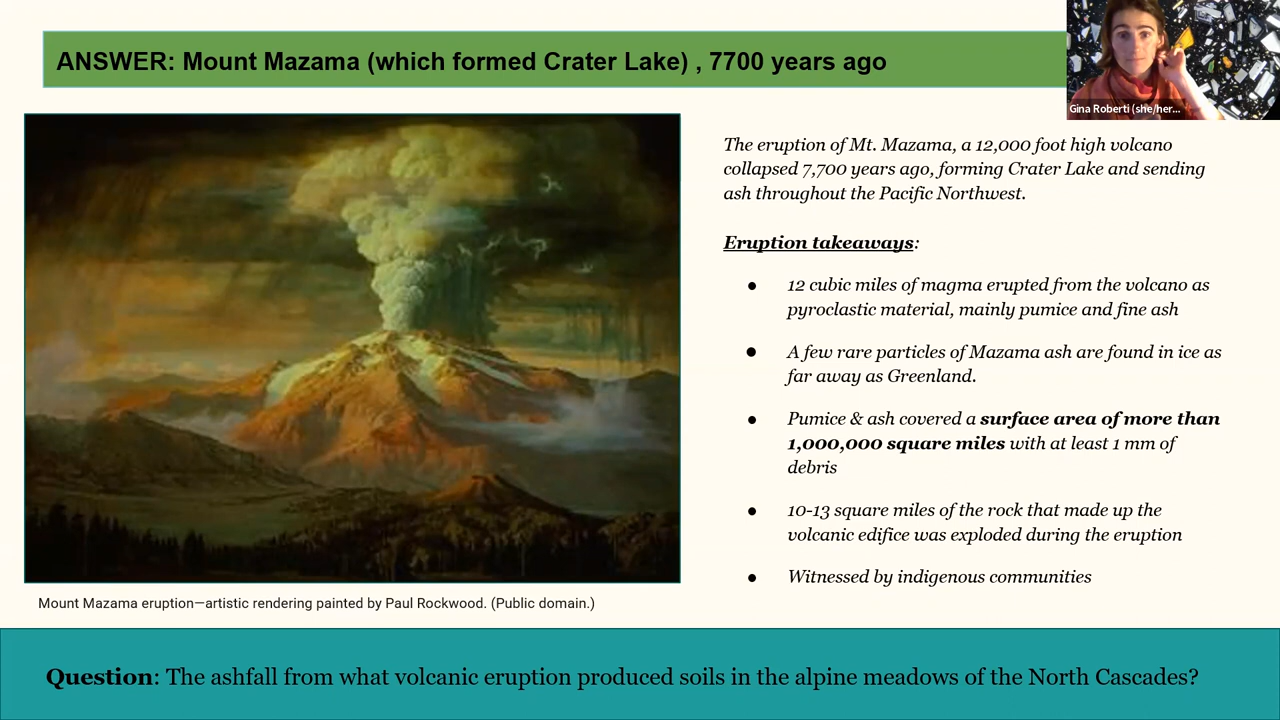 ANSWER: Mount Mazama (which formed Crater Lake) , 7700 years ago
Gina Roberti (she/her...
The eruption of Mt. Mazama, a 12,000 foot high volcano
collapsed 7,700 years ago, forming Crater Lake and sending
ash throughout the Pacific Northwest.
Eruption takeaways:
● 12 cubic miles of magma erupted from the volcano as
pyroclastic material, mainly pumice and fine ash
● A few rare particles of Mazama ash are found in ice as
far away as Greenland.
● Pumice & ash covered a surface area of more than
1,000,000 square miles with at least 1 mm of
debris
● 10-13 square miles of the rock that made up the
volcanic edifice was exploded during the eruption
● Witnessed by indigenous communities
Mount Mazama eruption—artistic rendering painted by Paul Rockwood. (Public domain.)
Question: The ashfall from what volcanic eruption produced soils in the alpine meadows of the North Cascades?